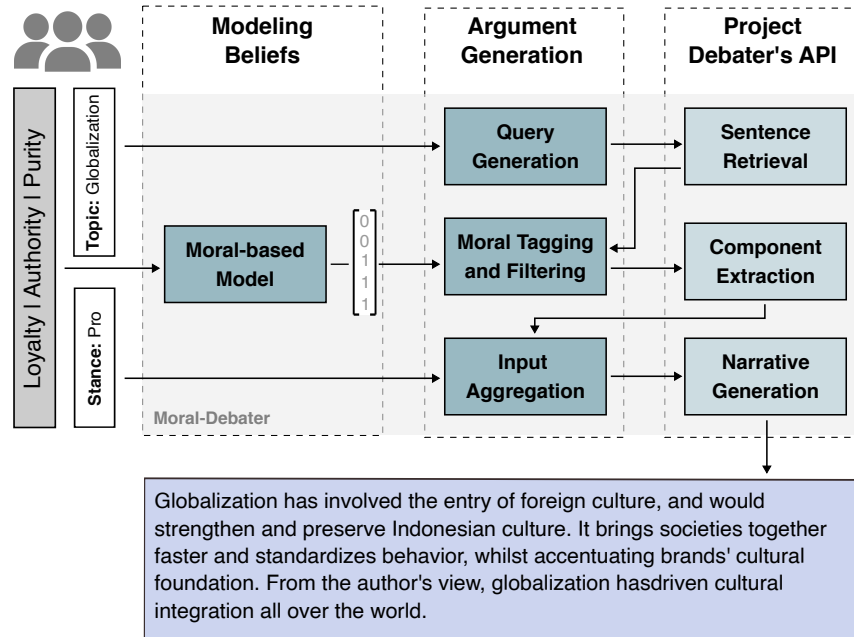 Modeling
Beliefs
Argument
Generation
Project
Debater's API
Loyalty | Authority | Purity
Topic: Globalization
Stance: Pro
Query
Generation
Sentence
Retrieval
Moral-based
Model
0
0
1
1
1
Moral Tagging
and Filtering
Component
Extraction
Input
Aggregation
Narrative
Generation
Moral-Debater
Globalization has involved the entry of foreign culture, and would
strengthen and preserve Indonesian culture. It brings societies together
faster and standardizes behavior, whilst accentuating brands' cultural
foundation. From the author's view, globalization hasdriven cultural
integration all over the world.